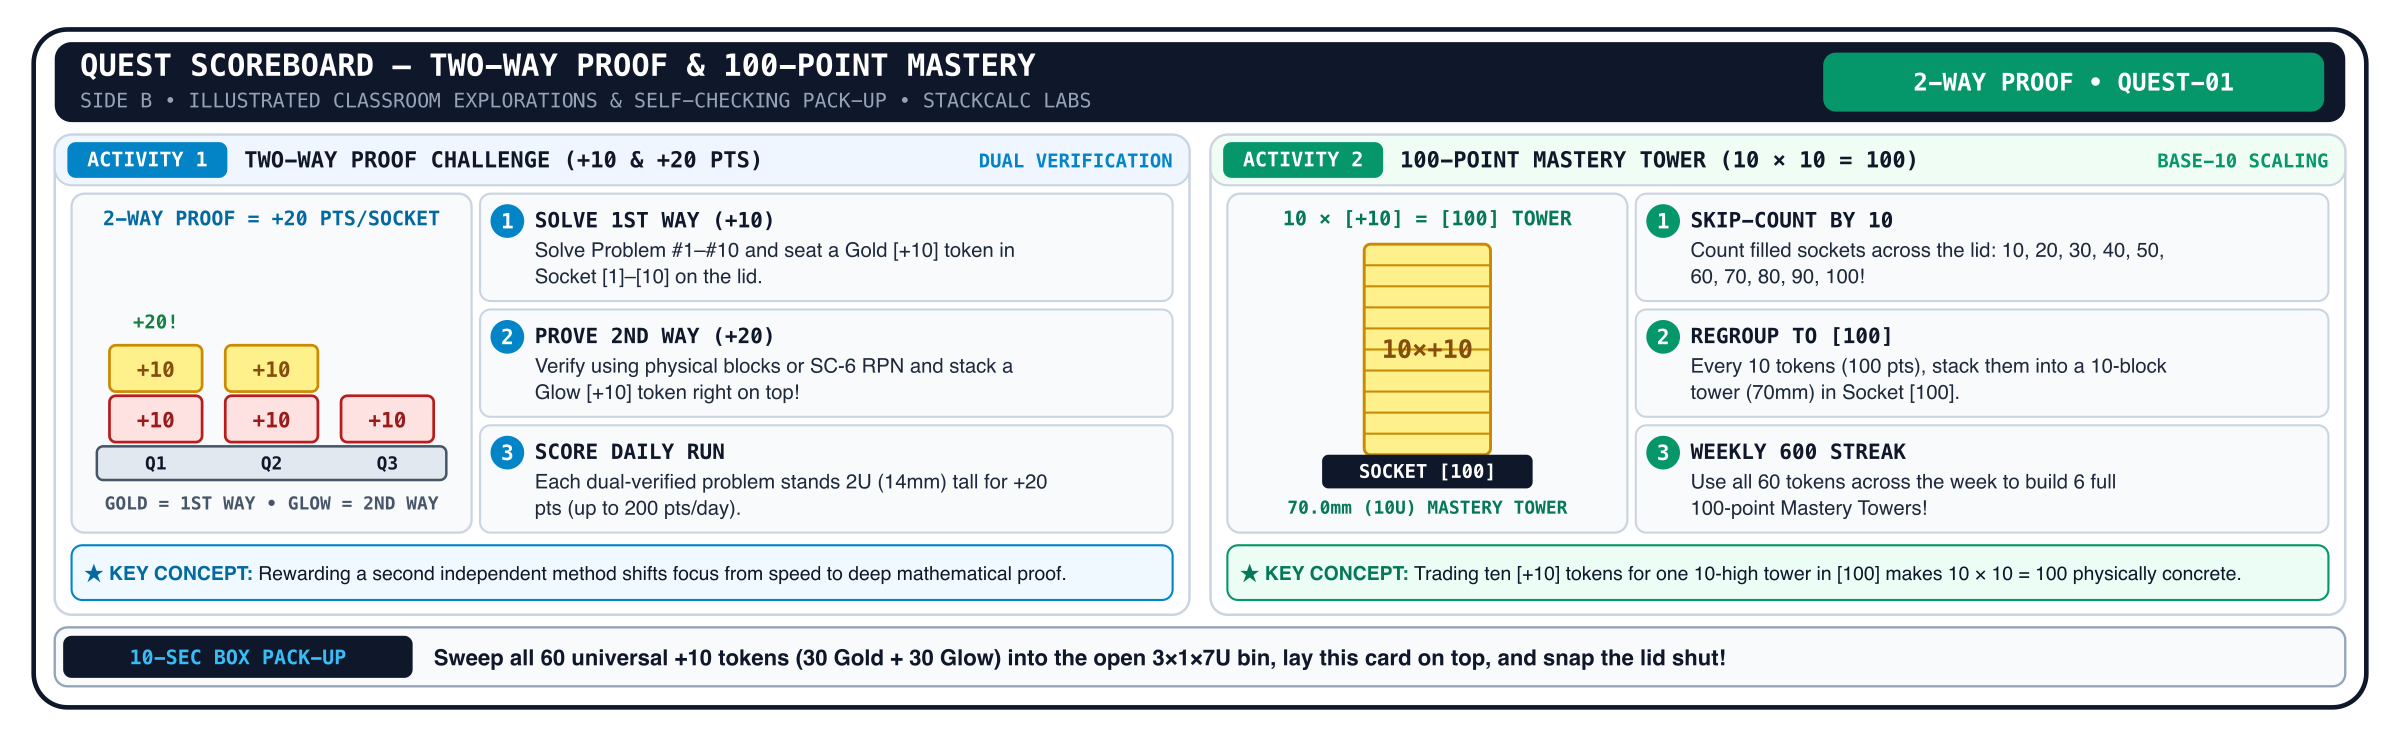 QUEST SCOREBOARD — TWO-WAY PROOF & 100-POINT MASTERY
SIDE B • ILLUSTRATED CLASSROOM EXPLORATIONS & SELF-CHECKING PACK-UP • STACKCALC LABS
2-WAY PROOF • QUEST-01
ACTIVITY 1
TWO-WAY PROOF CHALLENGE (+10 & +20 PTS)
DUAL VERIFICATION
2-WAY PROOF = +20 PTS/SOCKET
+20!
+10 +10
+10 +10 +10
Q1 Q2 Q3
GOLD = 1ST WAY • GLOW = 2ND WAY
1 SOLVE 1ST WAY (+10)
Solve Problem #1–#10 and seat a Gold [+10] token in
Socket [1]–[10] on the lid.
2 PROVE 2ND WAY (+20)
Verify using physical blocks or SC-6 RPN and stack a
Glow [+10] token right on top!
3 SCORE DAILY RUN
Each dual-verified problem stands 2U (14mm) tall for +20
pts (up to 200 pts/day).
★ KEY CONCEPT: Rewarding a second independent method shifts focus from speed to deep mathematical proof.
ACTIVITY 2
100-POINT MASTERY TOWER (10 × 10 = 100)
BASE-10 SCALING
10 × [+10] = [100] TOWER
10×+10
SOCKET [100]
70.0mm (10U) MASTERY TOWER
1 SKIP-COUNT BY 10
Count filled sockets across the lid: 10, 20, 30, 40, 50,
60, 70, 80, 90, 100!
2 REGROUP TO [100]
Every 10 tokens (100 pts), stack them into a 10-block
tower (70mm) in Socket [100].
3 WEEKLY 600 STREAK
Use all 60 tokens across the week to build 6 full
100-point Mastery Towers!
★ KEY CONCEPT: Trading ten [+10] tokens for one 10-high tower in [100] makes 10 × 10 = 100 physically concrete.
10-SEC BOX PACK-UP
Sweep all 60 universal +10 tokens (30 Gold + 30 Glow) into the open 3×1×7U bin, lay this card on top, and snap the lid shut!